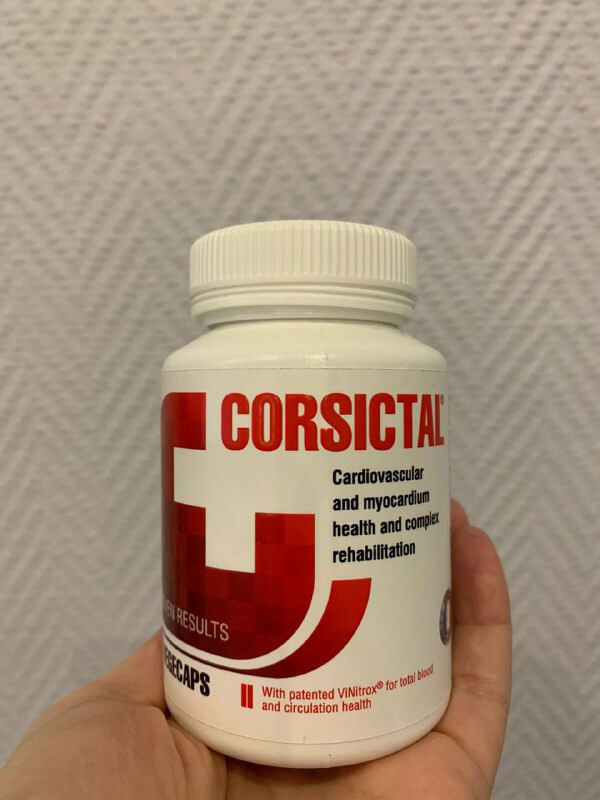 CORSICTAL®
Cardiovascular
and myocardium
health and complex
rehabilitation
RESULTS
With patented ViNitrox® for total blood
and circulation health